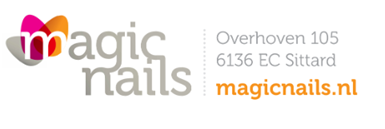 magic
nails
Overhoven 105
6136 EC Sittard
magicnails.nl